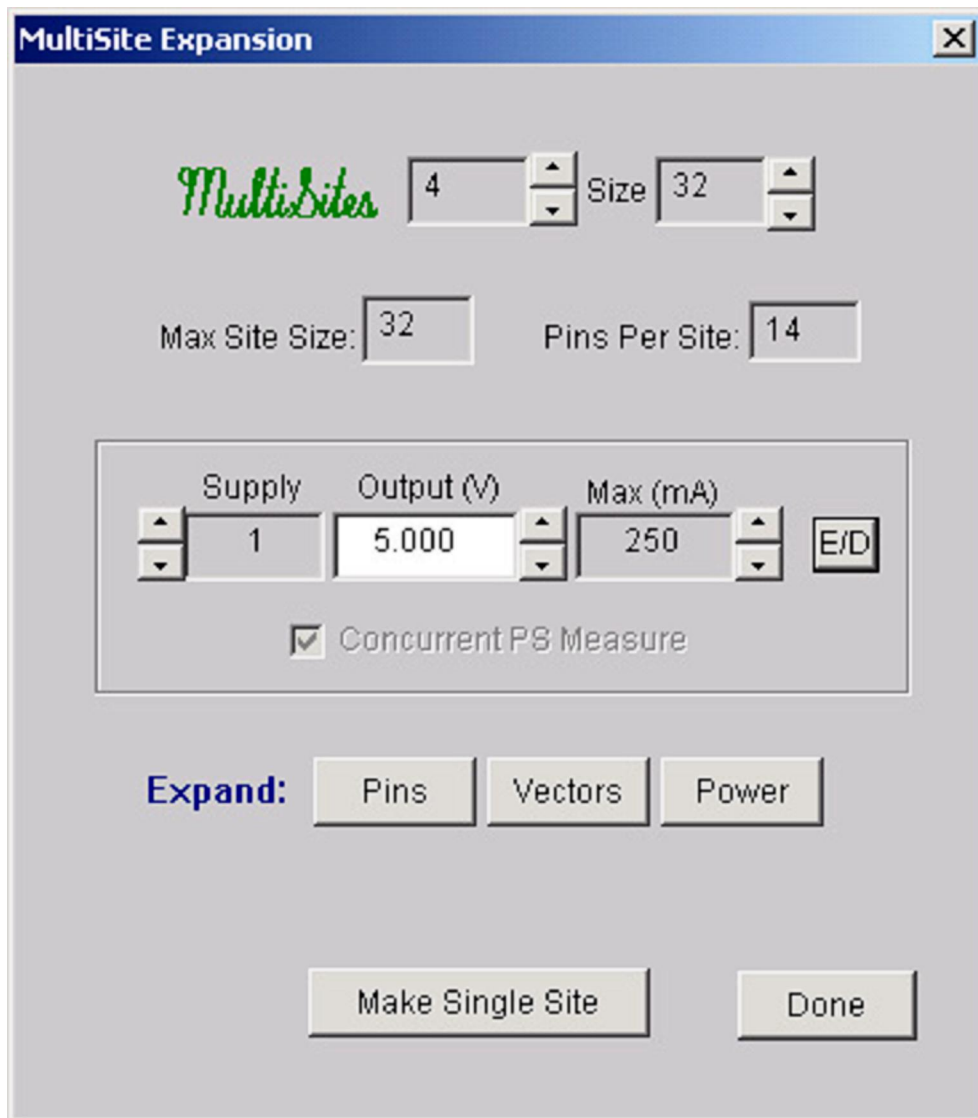 MultiSite Expansion
MultiSites 4 Size 32
Max Site Size: 32 Pins Per Site: 14
Supply Output (V) Max (mA)
1 5.000 250 E/D
Concurrent PS Measure
Expand: Pins Vectors Power
Make Single Site Done